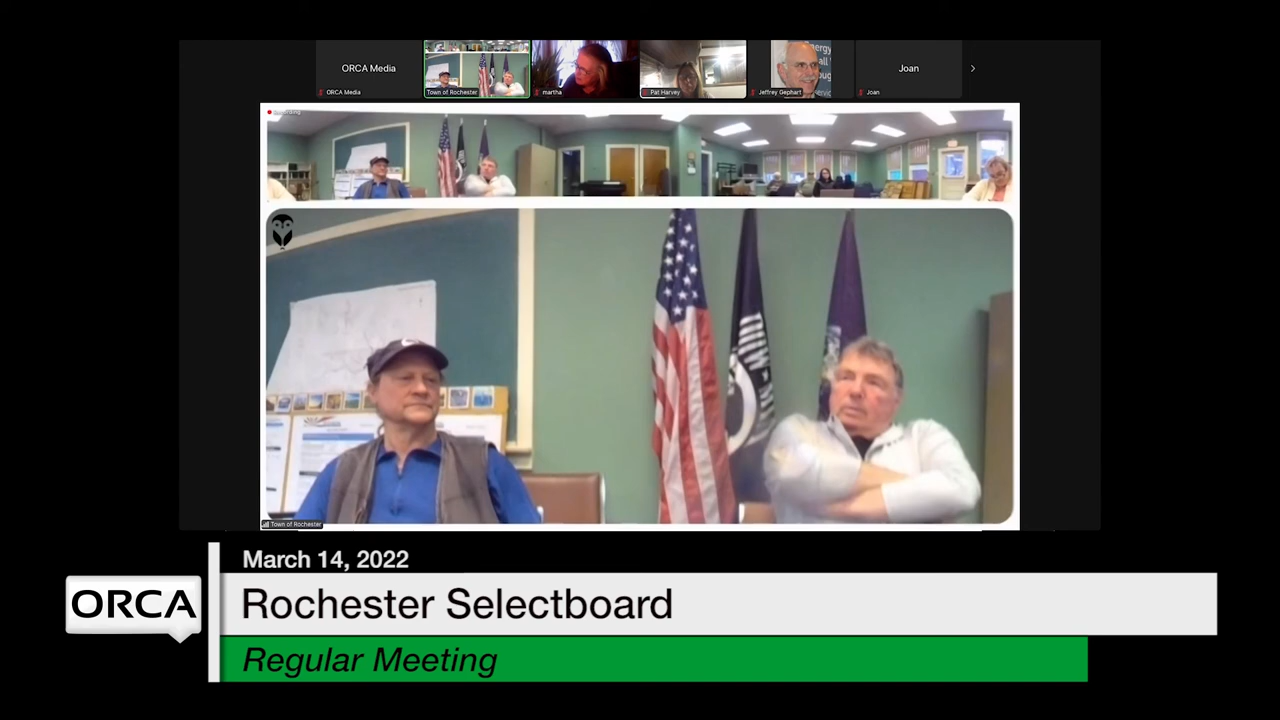 ORCA Media
Joan
ORCA Media
Town of Rochester
martha
Pat Harvey
Jeffrey Gephart
Joan
Town of Rochester
March 14, 2022
ORCA
Rochester Selectboard
Regular Meeting